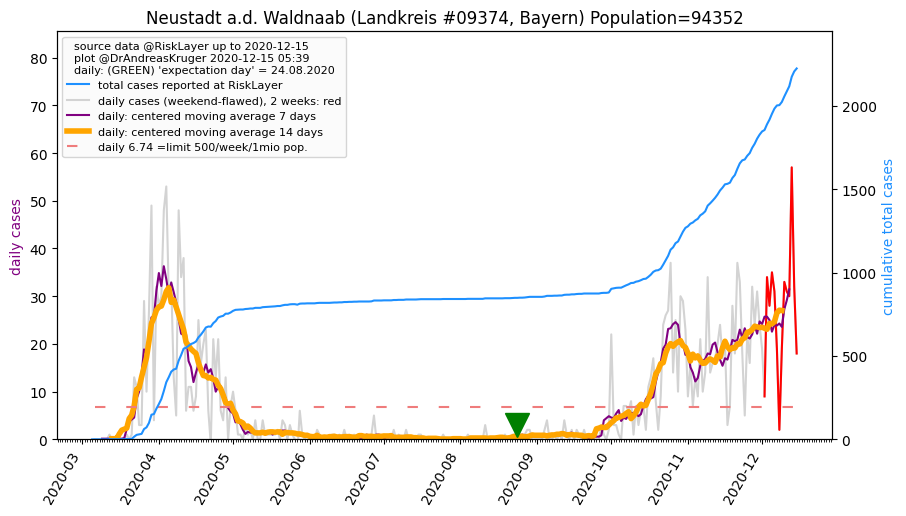 Neustadt a.d. Waldnaab (Landkreis #09374, Bayern) Population=94352
source data @RiskLayer up to 2020-12-15
plot @DrAndreasKruger 2020-12-15 05:39
daily: (GREEN) 'expectation day' = 24.08.2020
total cases reported at RiskLayer
daily cases (weekend-flawed), 2 weeks: red
daily: centered moving average 7 days
daily: centered moving average 14 days
daily 6.74 =limit 500/week/1mio pop.
daily cases
80
70
60
50
40
30
20
10
0
cumulative total cases
2000
1500
1000
500
0
2020-03
2020-04
2020-05
2020-06
2020-07
2020-08
2020-09
2020-10
2020-11
2020-12